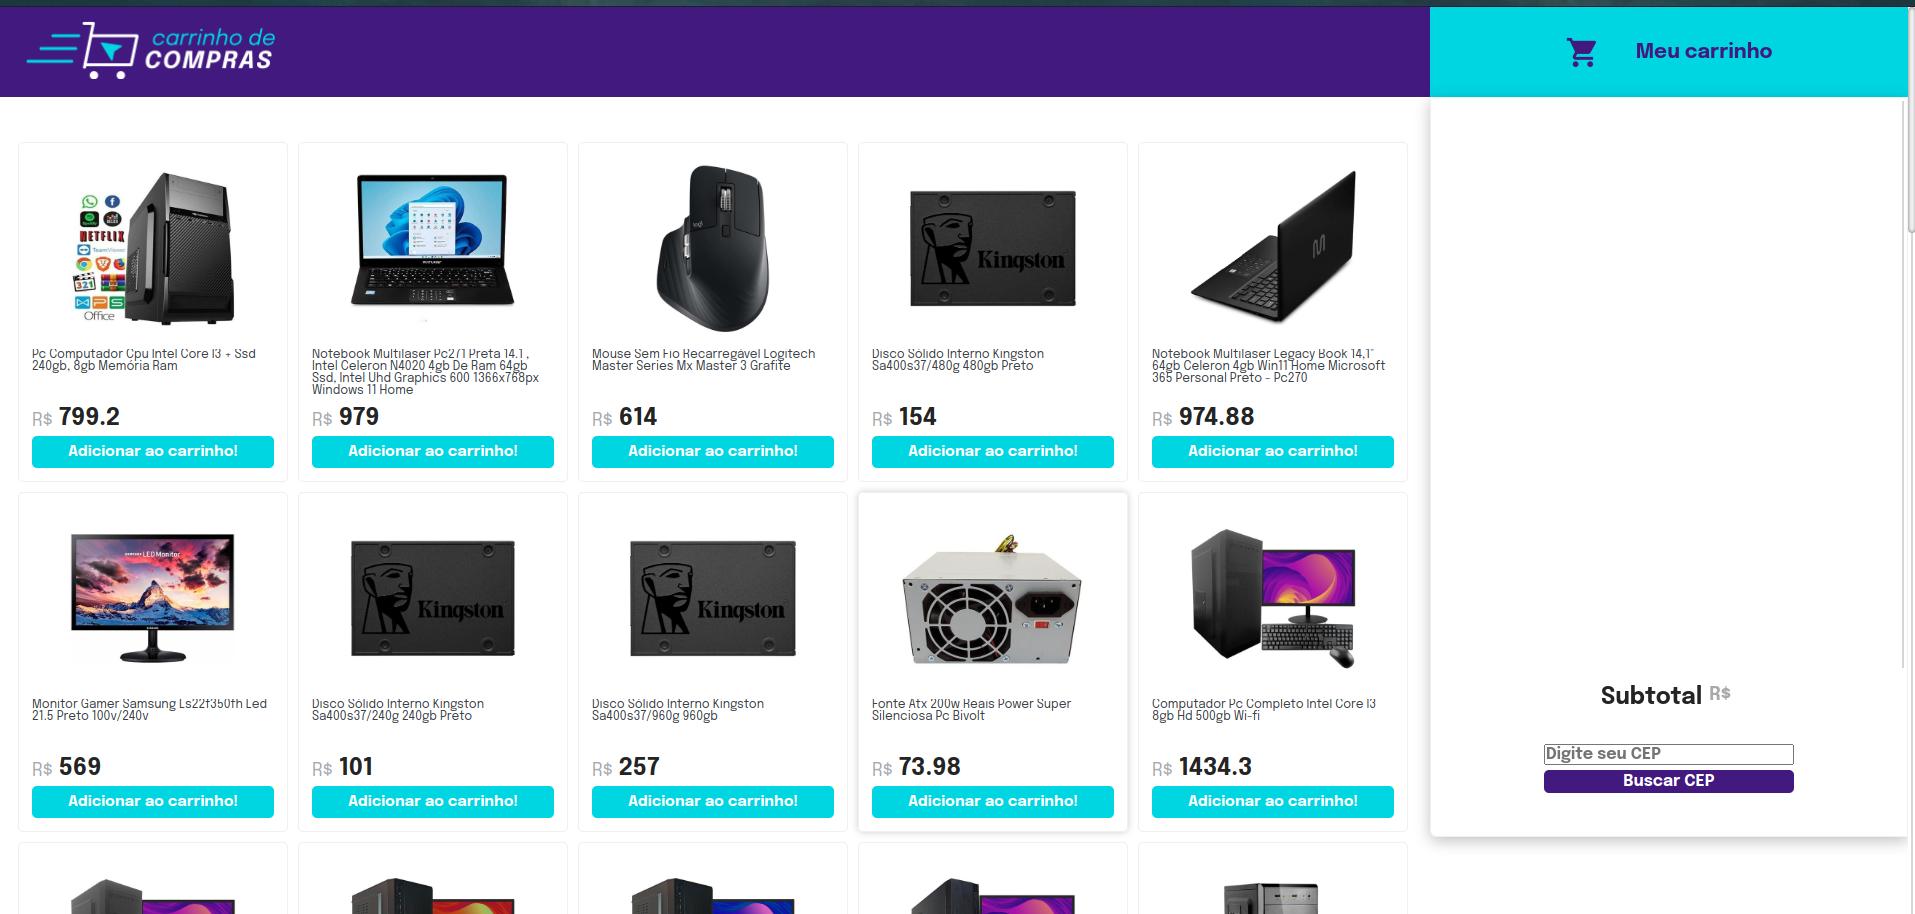 carrinho de
COMPRAS
Meu carrinho
NETFLIX
TeamViewer
321
Office
logi
Kingston
Pc Computador Cpu Intel Core I3 + Ssd
240gb, 8gb Memória Ram
R$ 799.2
Adicionar ao carrinho!
Notebook Multilaser Pc271 Preta 14.1 ,
Intel Celeron N4020 4gb De Ram 64gb
Ssd, Intel Uhd Graphics 600 1366x768px
Windows 11 Home
R$ 979
Adicionar ao carrinho!
Mouse Sem Fio Recarregável Logitech
Master Series Mx Master 3 Grafite
R$ 614
Adicionar ao carrinho!
Disco Sólido Interno Kingston
Sa400s37/480g 480gb Preto
R$ 154
Adicionar ao carrinho!
Notebook Multilaser Legacy Book 14,1"
64gb Celeron 4gb Win11 Home Microsoft
365 Personal Preto - Pc270
R$ 974.88
Adicionar ao carrinho!
LED Monitor
Kingston
Kingston
Monitor Gamer Samsung Ls22f350fh Led
21.5 Preto 100v/240v
R$ 569
Adicionar ao carrinho!
Disco Sólido Interno Kingston
Sa400s37/240g 240gb Preto
R$ 101
Adicionar ao carrinho!
Disco Sólido Interno Kingston
Sa400s37/960g 960gb
R$ 257
Adicionar ao carrinho!
Fonte Atx 200w Reais Power Super
Silenciosa Pc Bivolt
R$ 73.98
Adicionar ao carrinho!
Computador Pc Completo Intel Core I3
8gb Hd 500gb Wi-fi
R$ 1434.3
Adicionar ao carrinho!
Subtotal R$
Digite seu CEP
Buscar CEP